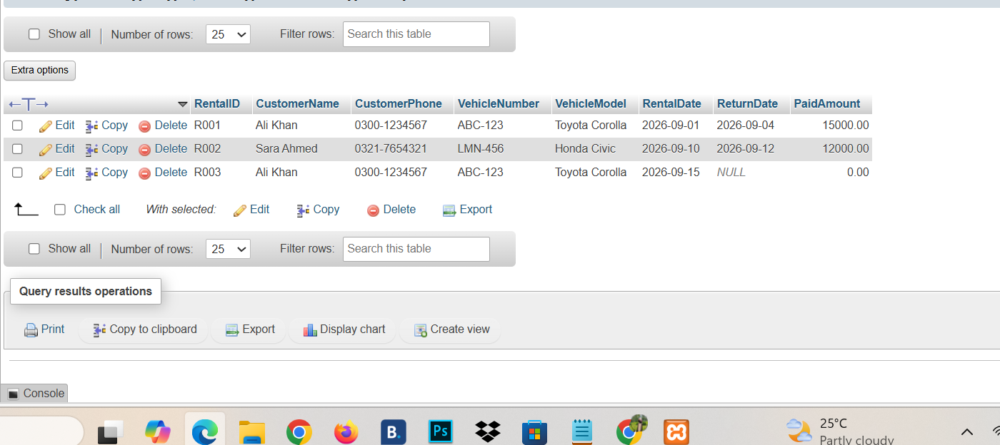 Show all Number of rows: 25 Filter rows: Search this table
Extra options
RentalID CustomerName CustomerPhone VehicleNumber VehicleModel RentalDate ReturnDate PaidAmount
Edit Copy Delete R001 Ali Khan 0300-1234567 ABC-123 Toyota Corolla 2026-09-01 2026-09-04 15000.00
Edit Copy Delete R002 Sara Ahmed 0321-7654321 LMN-456 Honda Civic 2026-09-10 2026-09-12 12000.00
Edit Copy Delete R003 Ali Khan 0300-1234567 ABC-123 Toyota Corolla 2026-09-15 NULL 0.00
Check all With selected: Edit Copy Delete Export
Show all Number of rows: 25 Filter rows: Search this table
Query results operations
Print Copy to clipboard Export Display chart Create view
Console
B.
Ps
25°C
Partly cloudy